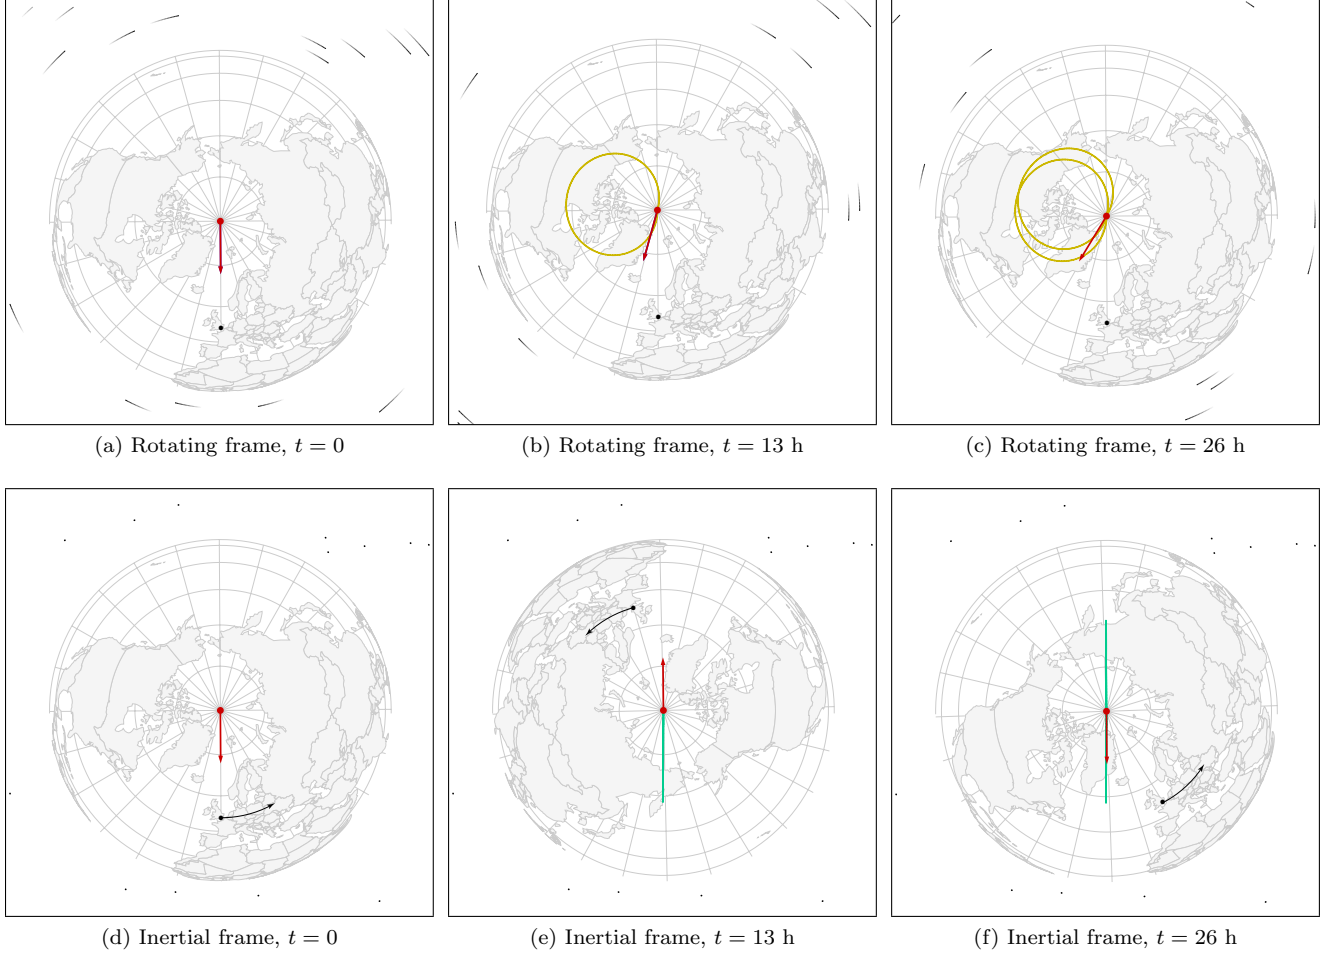 (a) Rotating frame, t = 0
(b) Rotating frame, t = 13 h
(c) Rotating frame, t = 26 h
(d) Inertial frame, t = 0
(e) Inertial frame, t = 13 h
(f) Inertial frame, t = 26 h